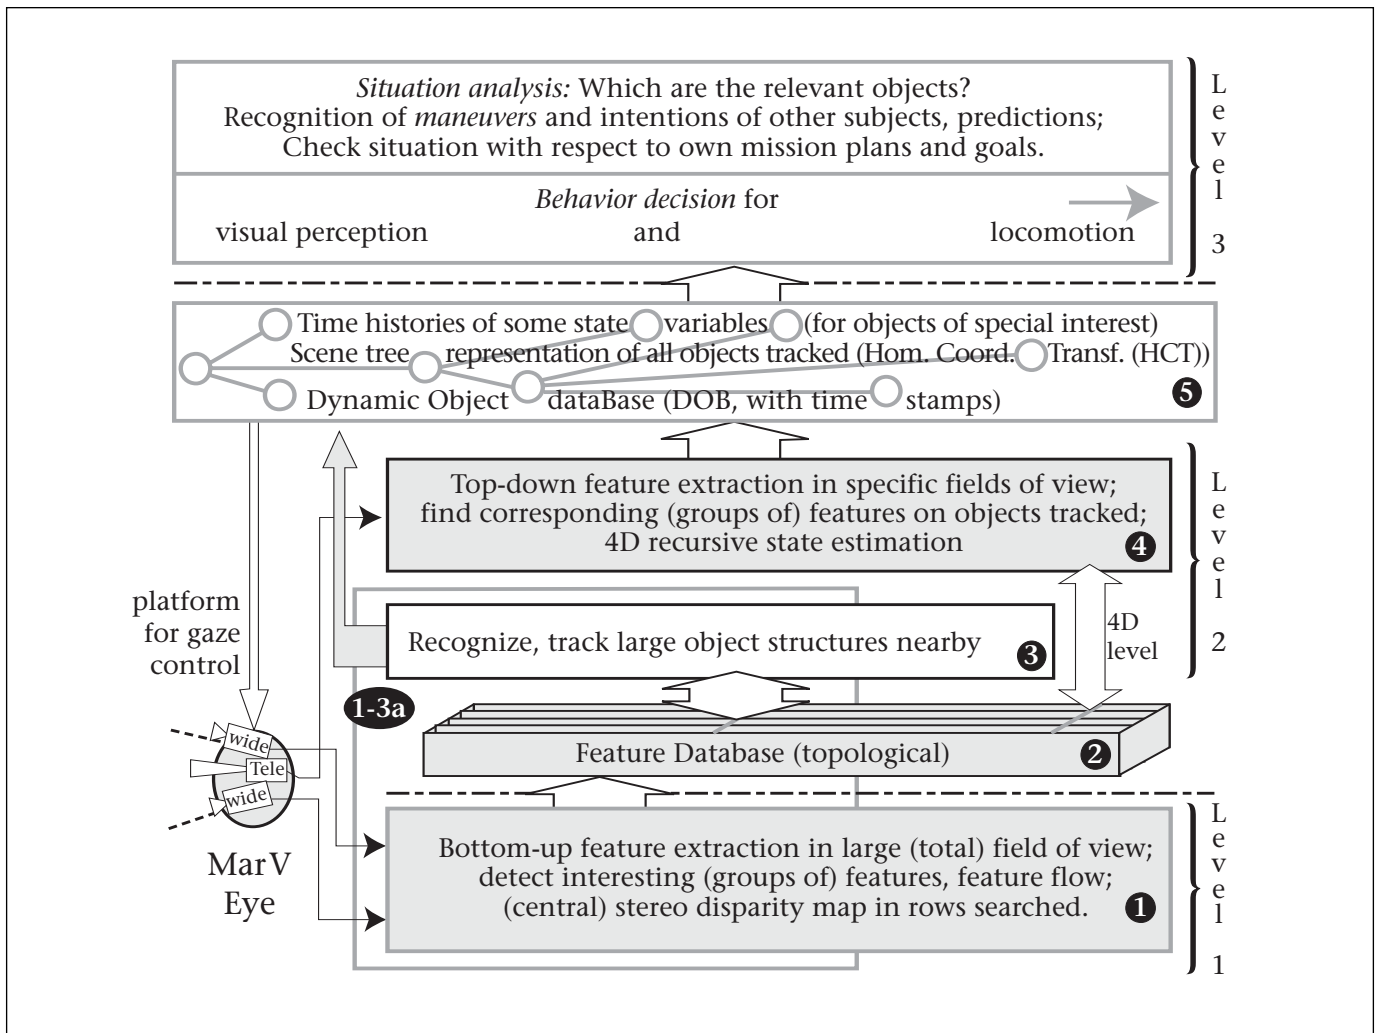 Situation analysis: Which are the relevant objects?
Recognition of maneuvers and intentions of other subjects, predictions;
Check situation with respect to own mission plans and goals.
Behavior decision for
visual perception and locomotion
Level 3
Time histories of some state variables (for objects of special interest)
Scene tree representation of all objects tracked (Hom. Coord. Transf. (HCT))
Dynamic Object dataBase (DOB, with time stamps)
5
Top-down feature extraction in specific fields of view;
find corresponding (groups of) features on objects tracked;
4D recursive state estimation
4
Level 2
platform
for gaze
control
Recognize, track large object structures nearby
3
4D
level
1-3a
Feature Database (topological)
2
wide
Tele
wide
MarV
Eye
Bottom-up feature extraction in large (total) field of view;
detect interesting (groups of) features, feature flow;
(central) stereo disparity map in rows searched.
1
Level 1